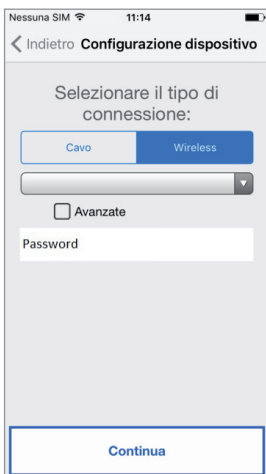 Nessuna SIM 11:14
Indietro Configurazione dispositivo
Selezionare il tipo di
connessione:
Cavo Wireless
Avanzate
Password
Continua